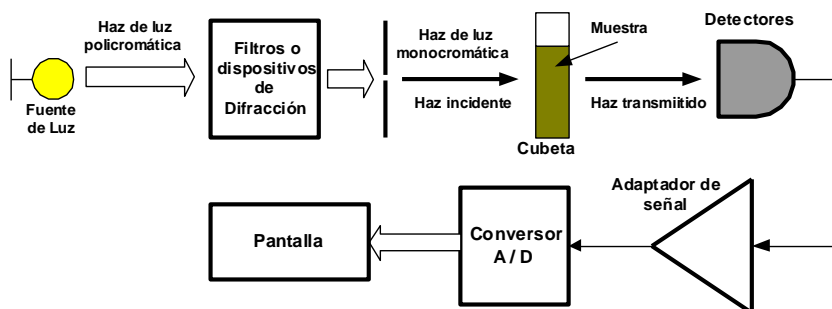 Haz de luz
policromática
Fuente
de Luz
Filtros o
dispositivos
de
Difracción
Haz de luz
monocromática
Haz incidente
Muestra
Cubeta
Haz transmiitido
Detectores
Adaptador de
señal
Conversor
A / D
Pantalla